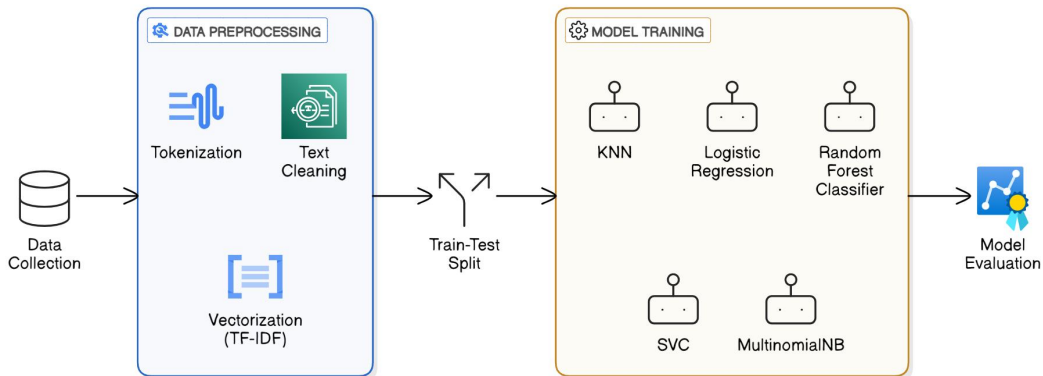 DATA PREPROCESSING
Tokenization
Text
Cleaning
Vectorization
(TF-IDF)
Data
Collection
Train-Test
Split
MODEL TRAINING
KNN
Logistic
Regression
Random
Forest
Classifier
SVC
MultinomialNB
Model
Evaluation